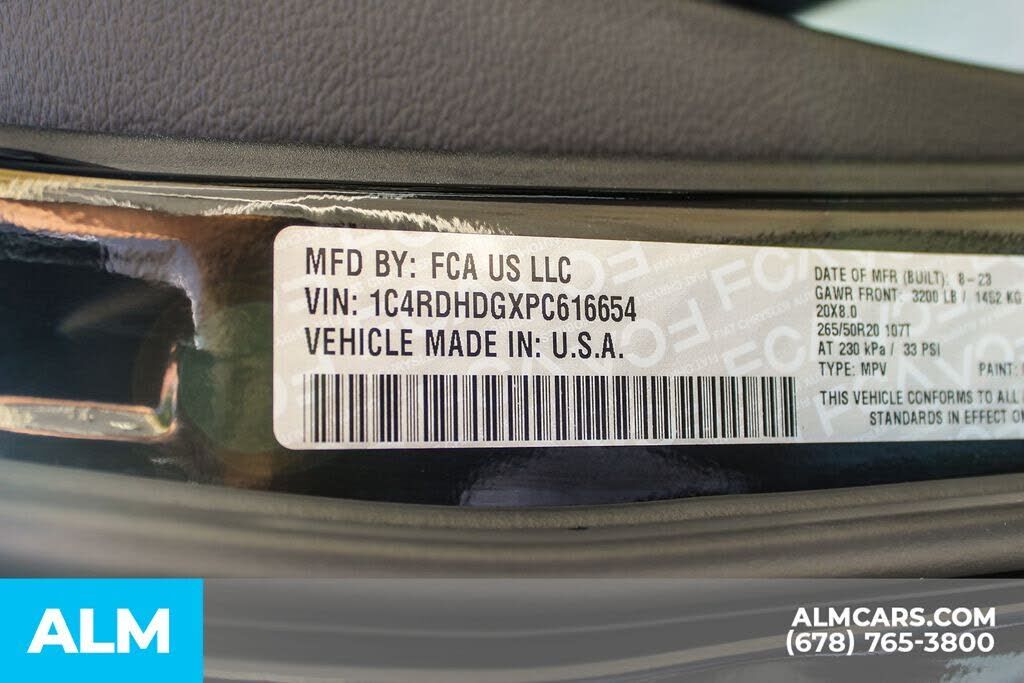 MFD BY: FCA US LLC
VIN: 1C4RDHDGXPC616654
VEHICLE MADE IN: U.S.A.
DATE OF MFR (BUILT): 8-23
GAWR FRONT: 3200 LB / 1452 KG
20X8.0
265/50R20 107T
AT 230 kPa / 33 PSI
TYPE: MPV PAINT:
THIS VEHICLE CONFORMS TO ALL
STANDARDS IN EFFECT
ALM
ALMCARS.COM
(678) 765-3800